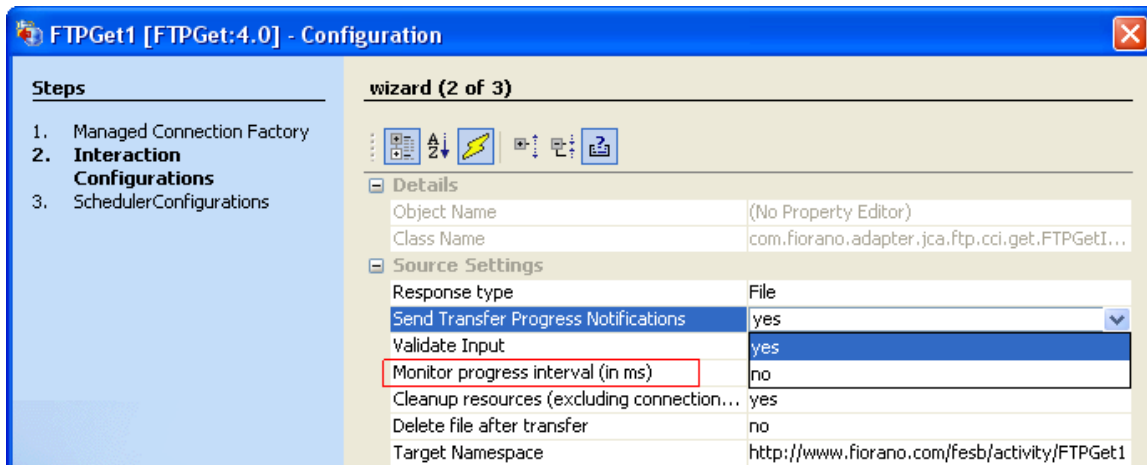 FTPGet1 [FTPGet:4.0] - Configuration
Steps
1. Managed Connection Factory
2. Interaction
Configurations
3. SchedulerConfigurations
wizard (2 of 3)
Details
Object Name (No Property Editor)
Class Name com.fiorano.adapter.jca.ftp.cci.get.FTPGetI...
Source Settings
Response type File
Send Transfer Progress Notifications yes
Validate Input yes
Monitor progress interval (in ms) no
Cleanup resources (excluding connection... yes
Delete file after transfer no
Target Namespace http://www.fiorano.com/fesb/activity/FTPGet1